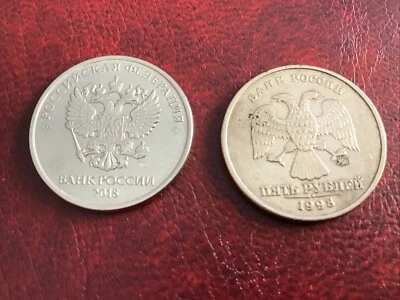 РОССИЙСКАЯ ФЕДЕРАЦИЯ
БАНК РОССИИ
2018
БАНК РОССИИ
ПЯТЬ РУБЛЕЙ
1998